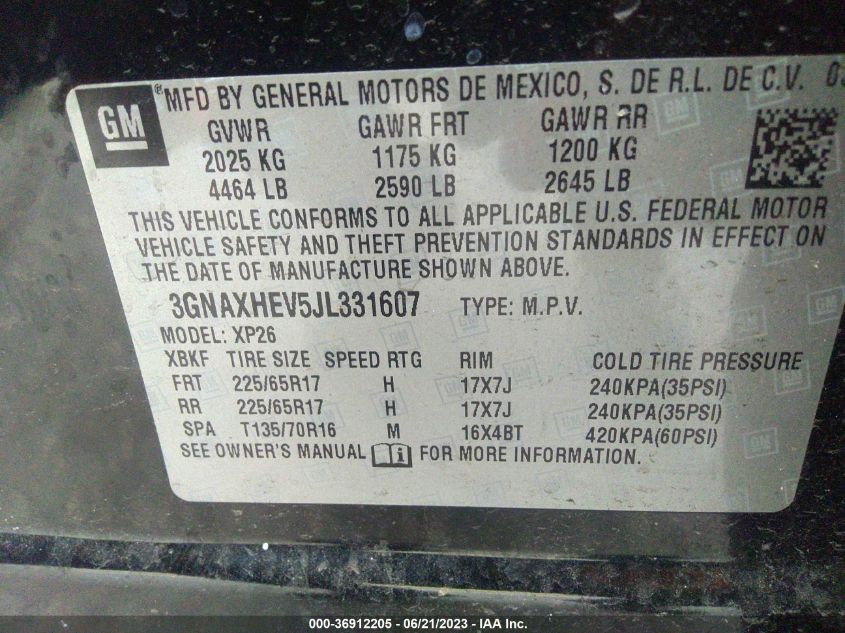 GM ® MFD BY GENERAL MOTORS DE MEXICO, S. DE R.L. DE C.V.
GVWR GAWR FRT GAWR RR
2025 KG 1175 KG 1200 KG
4464 LB 2590 LB 2645 LB
THIS VEHICLE CONFORMS TO ALL APPLICABLE U.S. FEDERAL MOTOR
VEHICLE SAFETY AND THEFT PREVENTION STANDARDS IN EFFECT ON
THE DATE OF MANUFACTURE SHOWN ABOVE.
3GNAXHEV5JL331607 TYPE: M.P.V.
MODEL: XP26
XBKF TIRE SIZE SPEED RTG RIM COLD TIRE PRESSURE
FRT 225/65R17 H 17X7J 240KPA(35PSI)
RR 225/65R17 H 17X7J 240KPA(35PSI)
SPA T135/70R16 M 16X4BT 420KPA(60PSI)
SEE OWNER'S MANUAL i FOR MORE INFORMATION.
000-36912205 - 06/21/2023 - IAA Inc.